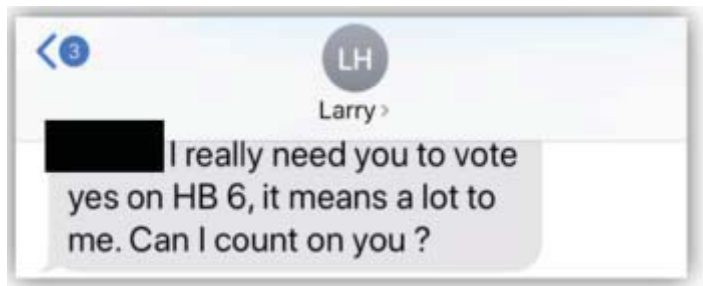 3
LH
Larry >
I really need you to vote
yes on HB 6, it means a lot to
me. Can I count on you ?